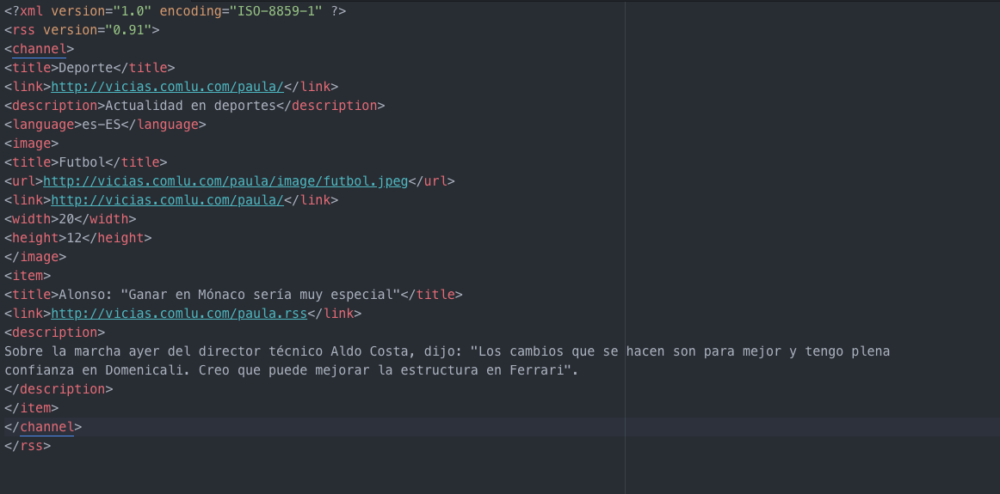 <?xml version="1.0" encoding="ISO-8859-1" ?>
<rss version="0.91">
<channel>
<title>Deporte</title>
<link>http://vicias.comlu.com/paula/</link>
<description>Actualidad en deportes</description>
<language>es-ES</language>
<image>
<title>Futbol</title>
<url>http://vicias.comlu.com/paula/image/futbol.jpeg</url>
<link>http://vicias.comlu.com/paula/</link>
<width>20</width>
<height>12</height>
</image>
<item>
<title>Alonso: "Ganar en Mónaco sería muy especial"</title>
<link>http://vicias.comlu.com/paula.rss</link>
<description>
Sobre la marcha ayer del director técnico Aldo Costa, dijo: "Los cambios que se hacen son para mejor y tengo plena
confianza en Domenicali. Creo que puede mejorar la estructura en Ferrari".
</description>
</item>
</channel>
</rss>